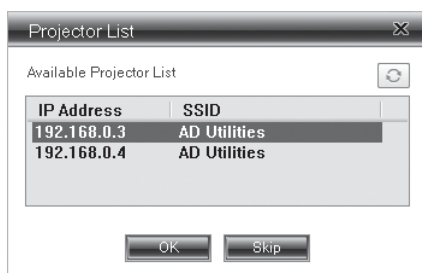 Projector List
Available Projector List
IP Address SSID
192.168.0.3 AD Utilities
192.168.0.4 AD Utilities
OK Skip